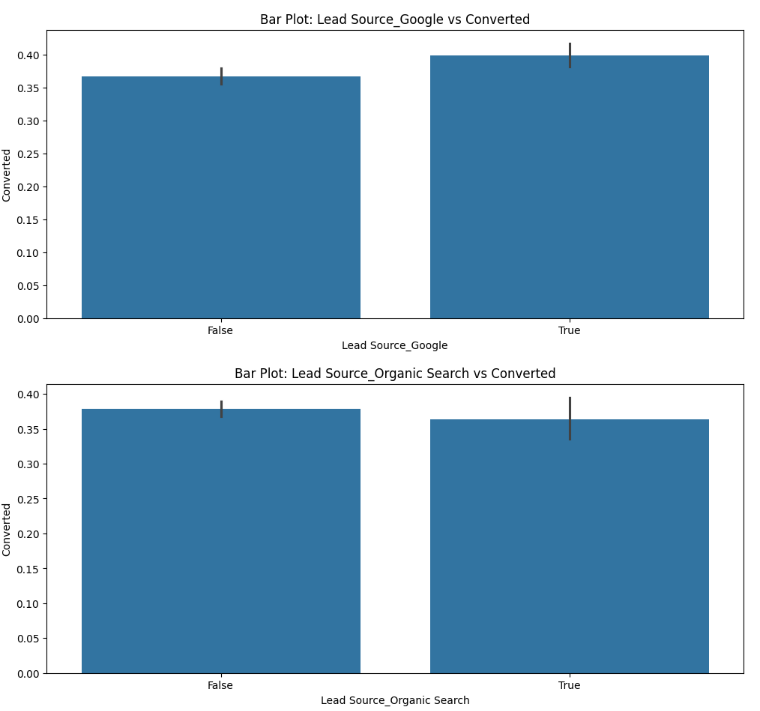 Bar Plot: Lead Source_Google vs Converted
0.40
0.35
0.30
0.25
0.20
0.15
0.10
0.05
0.00
Converted
False True
Lead Source_Google
Bar Plot: Lead Source_Organic Search vs Converted
0.40
0.35
0.30
0.25
0.20
0.15
0.10
0.05
0.00
Converted
False True
Lead Source_Organic Search